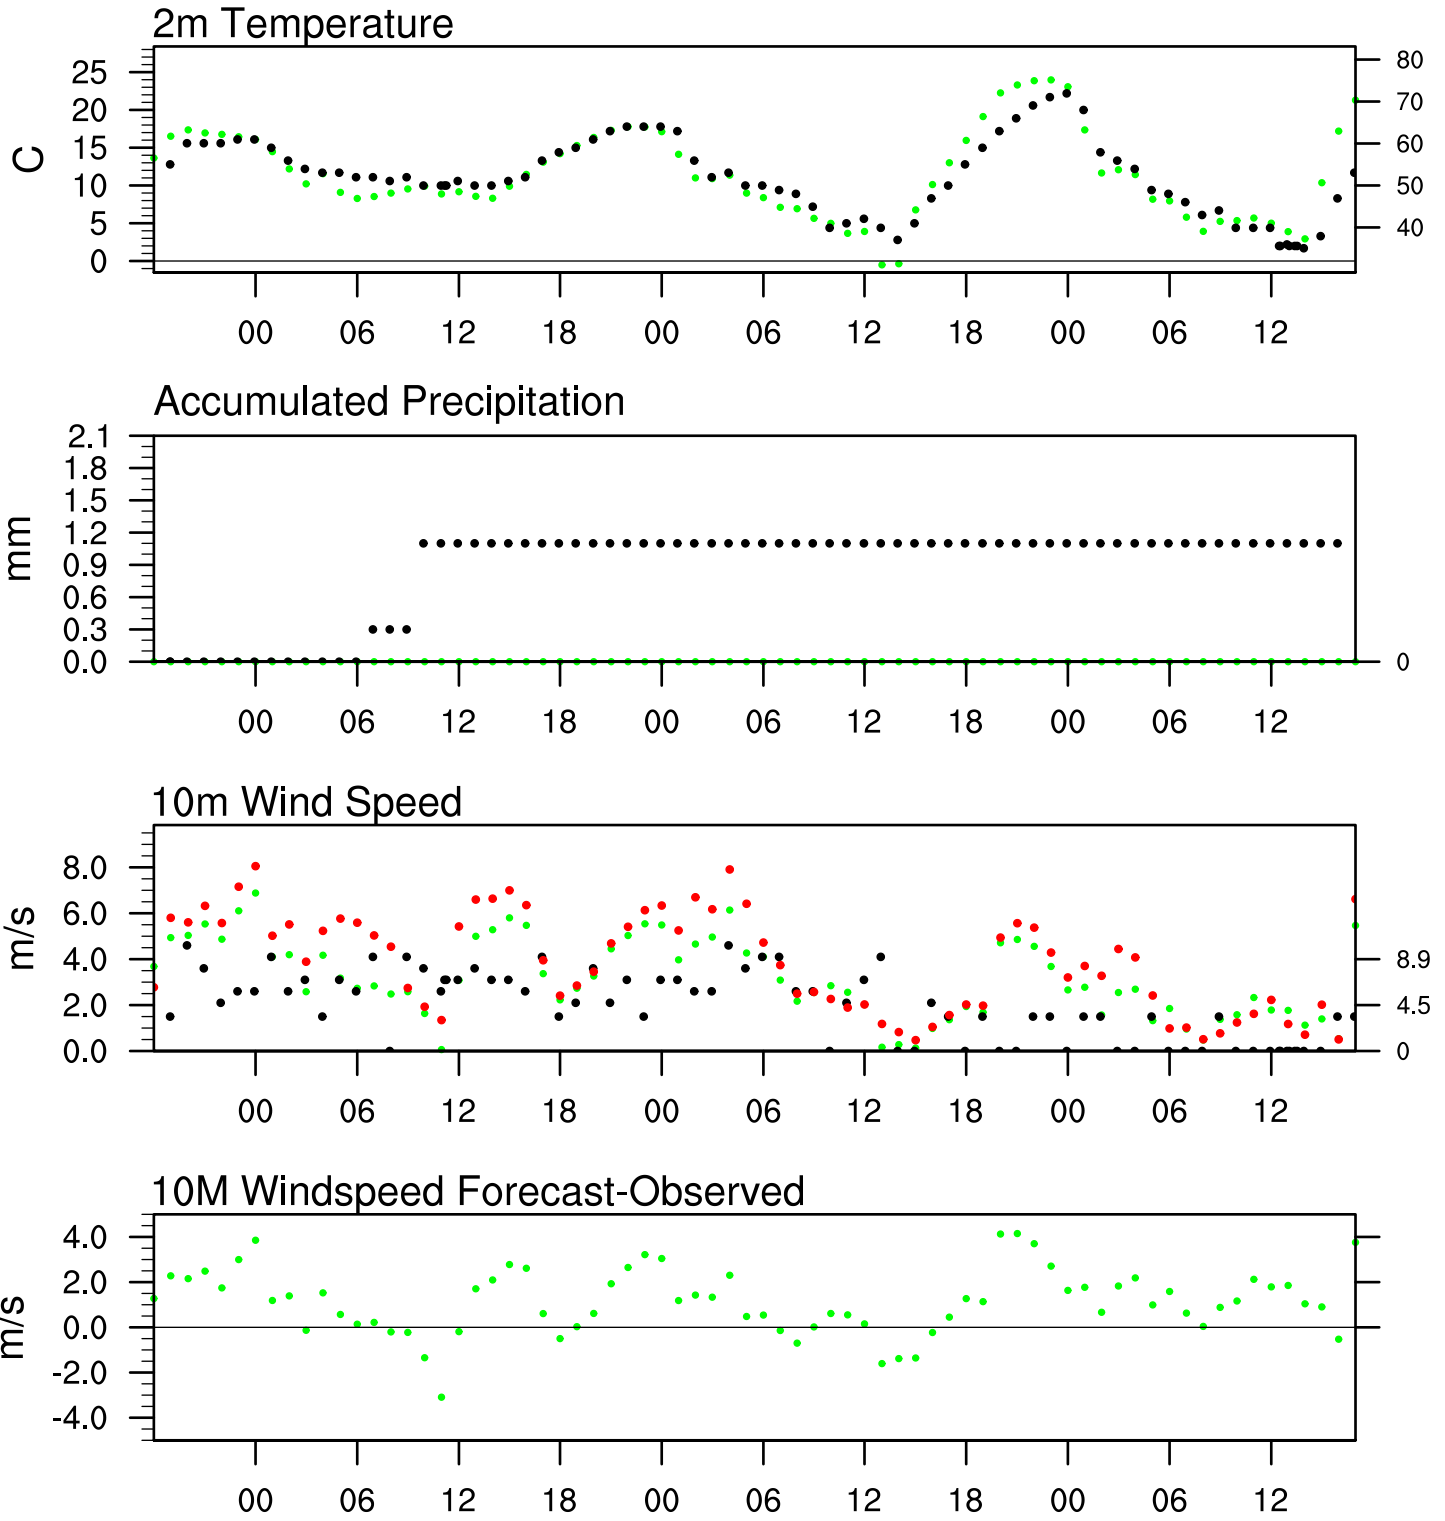 2m Temperature
25
20
15
10
5
0
C
80
70
60
50
40
00 06 12 18 00 06 12 18 00 06 12
Accumulated Precipitation
2.1
1.8
1.5
1.2
0.9
0.6
0.3
0.0
mm
0
00 06 12 18 00 06 12 18 00 06 12
10m Wind Speed
8.0
6.0
4.0
2.0
0.0
m/s
8.9
4.5
0
00 06 12 18 00 06 12 18 00 06 12
10M Windspeed Forecast-Observed
4.0
2.0
0.0
-2.0
-4.0
m/s
00 06 12 18 00 06 12 18 00 06 12